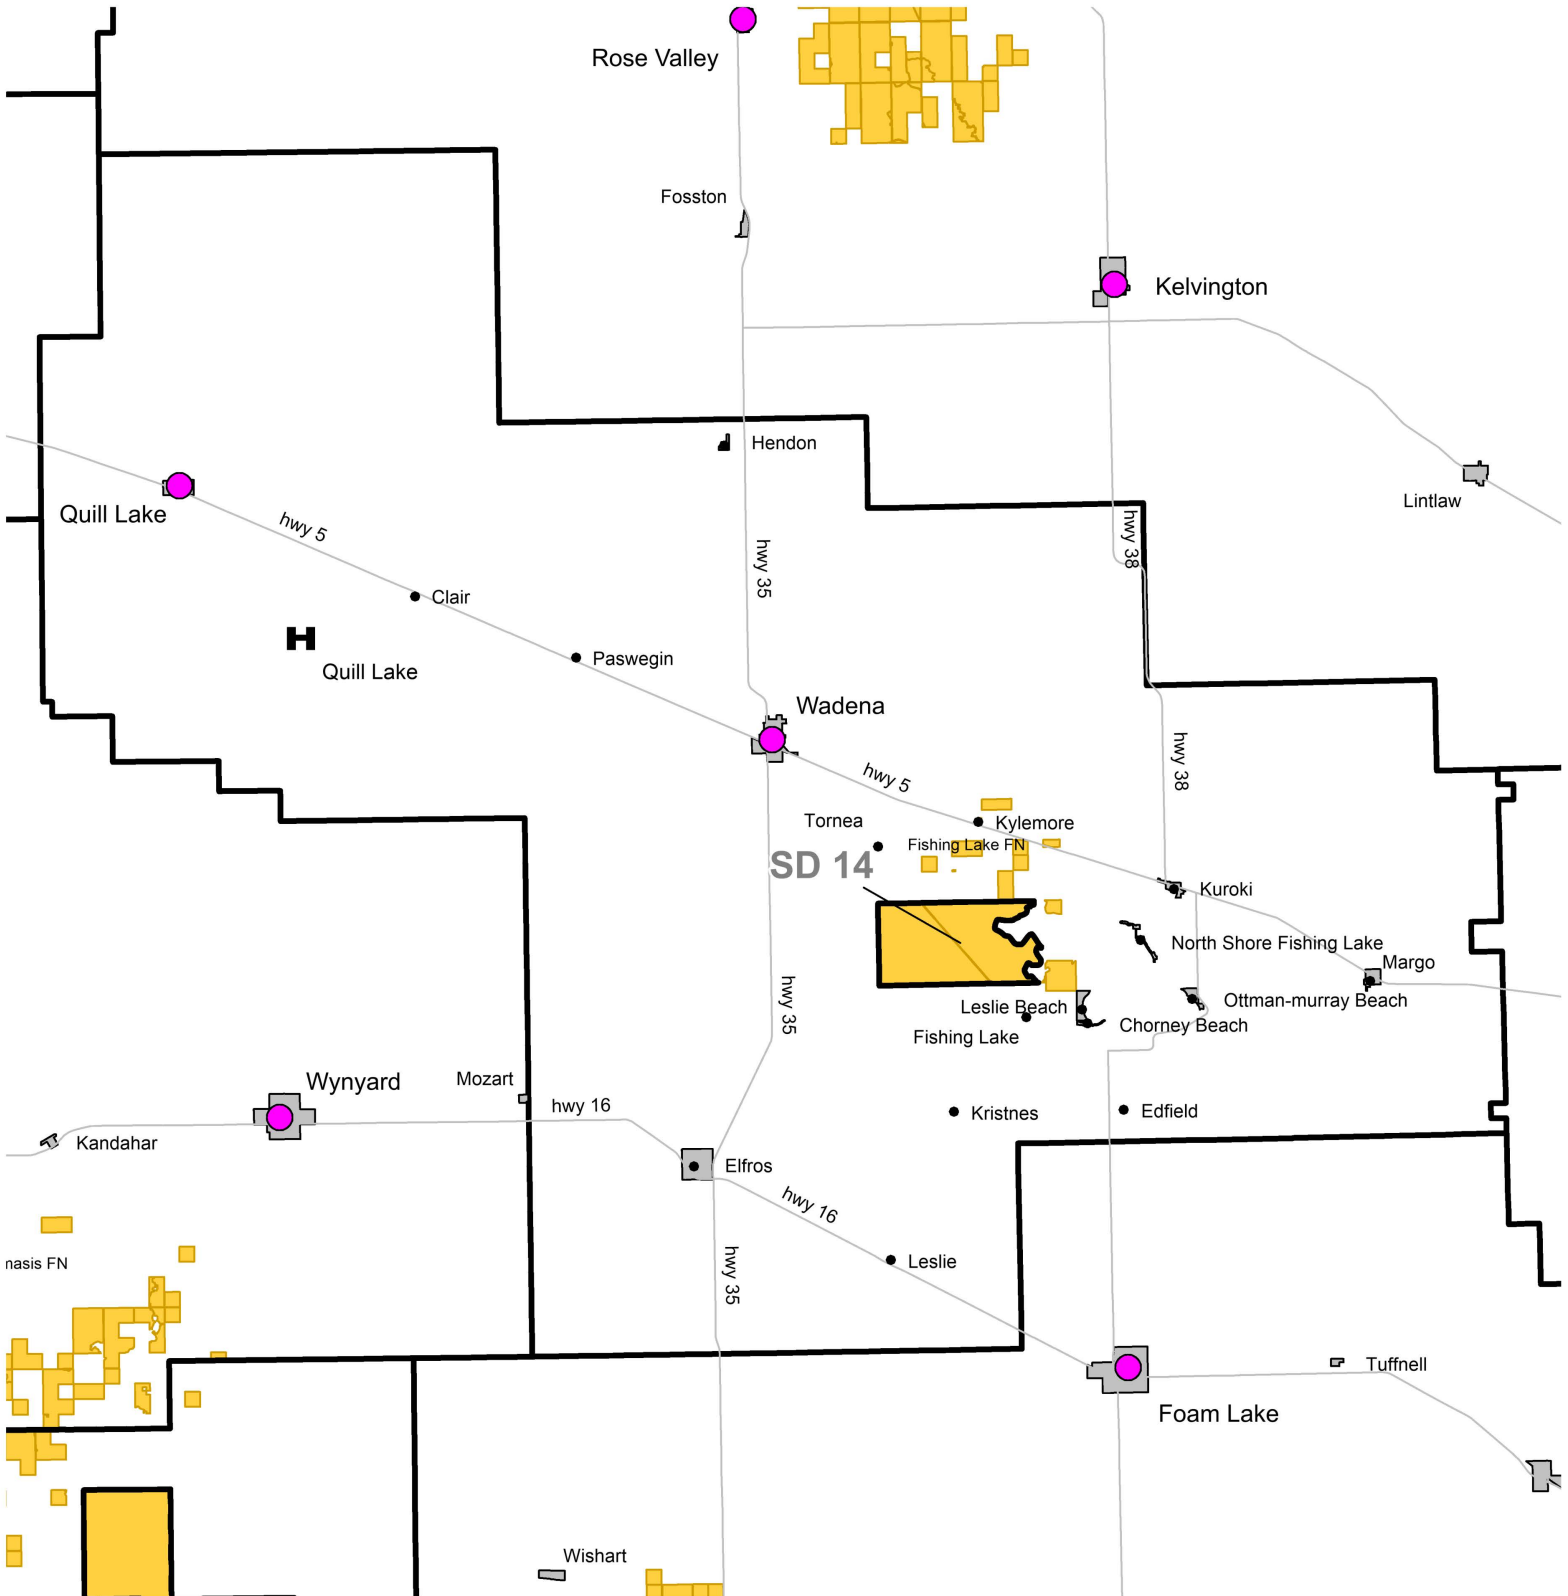 Rose Valley
Fosston
Kelvington
Hendon
Lintlaw
Quill Lake
hwy 5
hwy 38
hwy 35
Clair
Quill Lake
Paswegin
Wadena
hwy 38
hwy 5
Tornea
Kylemore
Fishing Lake FN
SD 14
Kuroki
North Shore Fishing Lake
Margo
hwy 35
Leslie Beach
Ottman-murray Beach
Fishing Lake
Chorney Beach
Wynyard
Mozart
hwy 16
Kristnes
Edfield
Kandahar
Elfros
hwy 16
masis FN
Leslie
hwy 35
Tuffnell
Foam Lake
Wishart